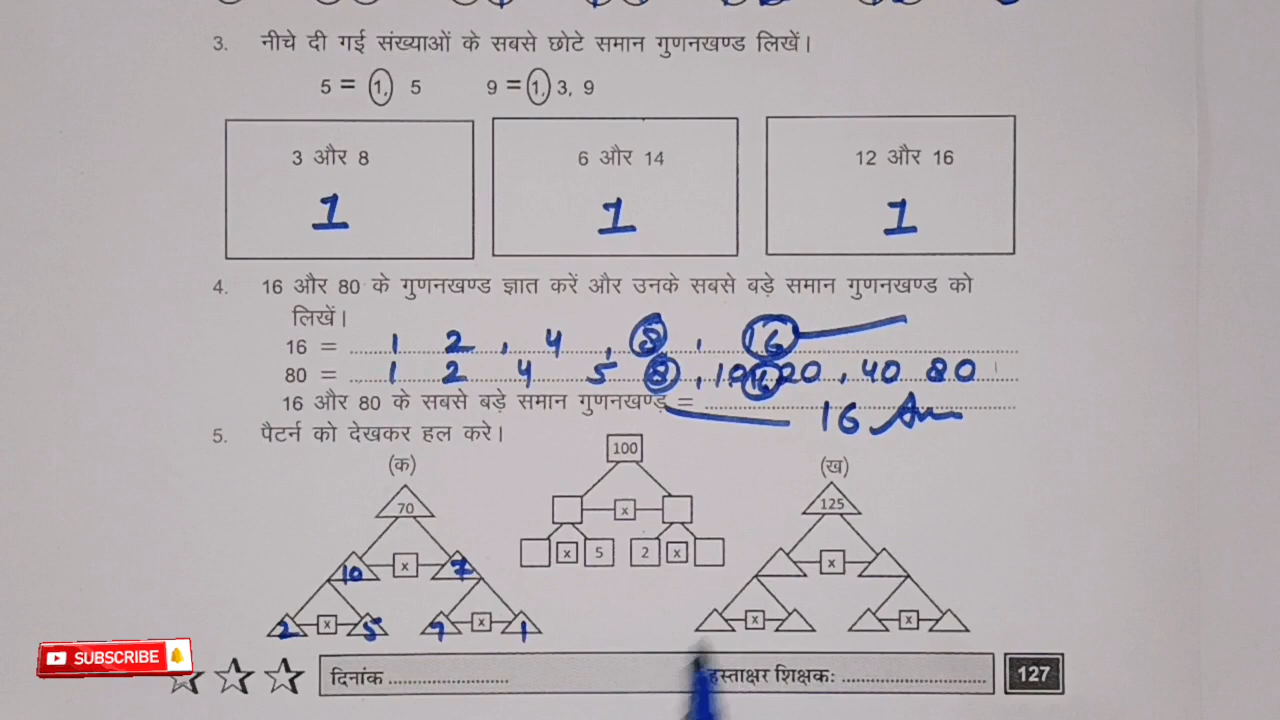 3. नीचे दी गई संख्याओं के सबसे छोटे समान गुणनखण्ड लिखें।
5 = 1, 5 9 = 1, 3, 9
3 और 8 6 और 14 12 और 16
1 1 1
4. 16 और 80 के गुणनखण्ड ज्ञात करें और उनके सबसे बड़े समान गुणनखण्ड को
लिखें।
16 = 1 2, 4, 8, 16
80 = 1 2 4 5 8, 10 16 20, 40 80
16 और 80 के सबसे बड़े समान गुणनखण्ड = 16 Ans
5. पैटर्न को देखकर हल करे।
(क) 100 (ख)
70 125
x
10 x 7 x
x 5 2 x
2 x 5 7 x 1 x x
SUBSCRIBE
दिनांक हस्ताक्षर शिक्षक: 127